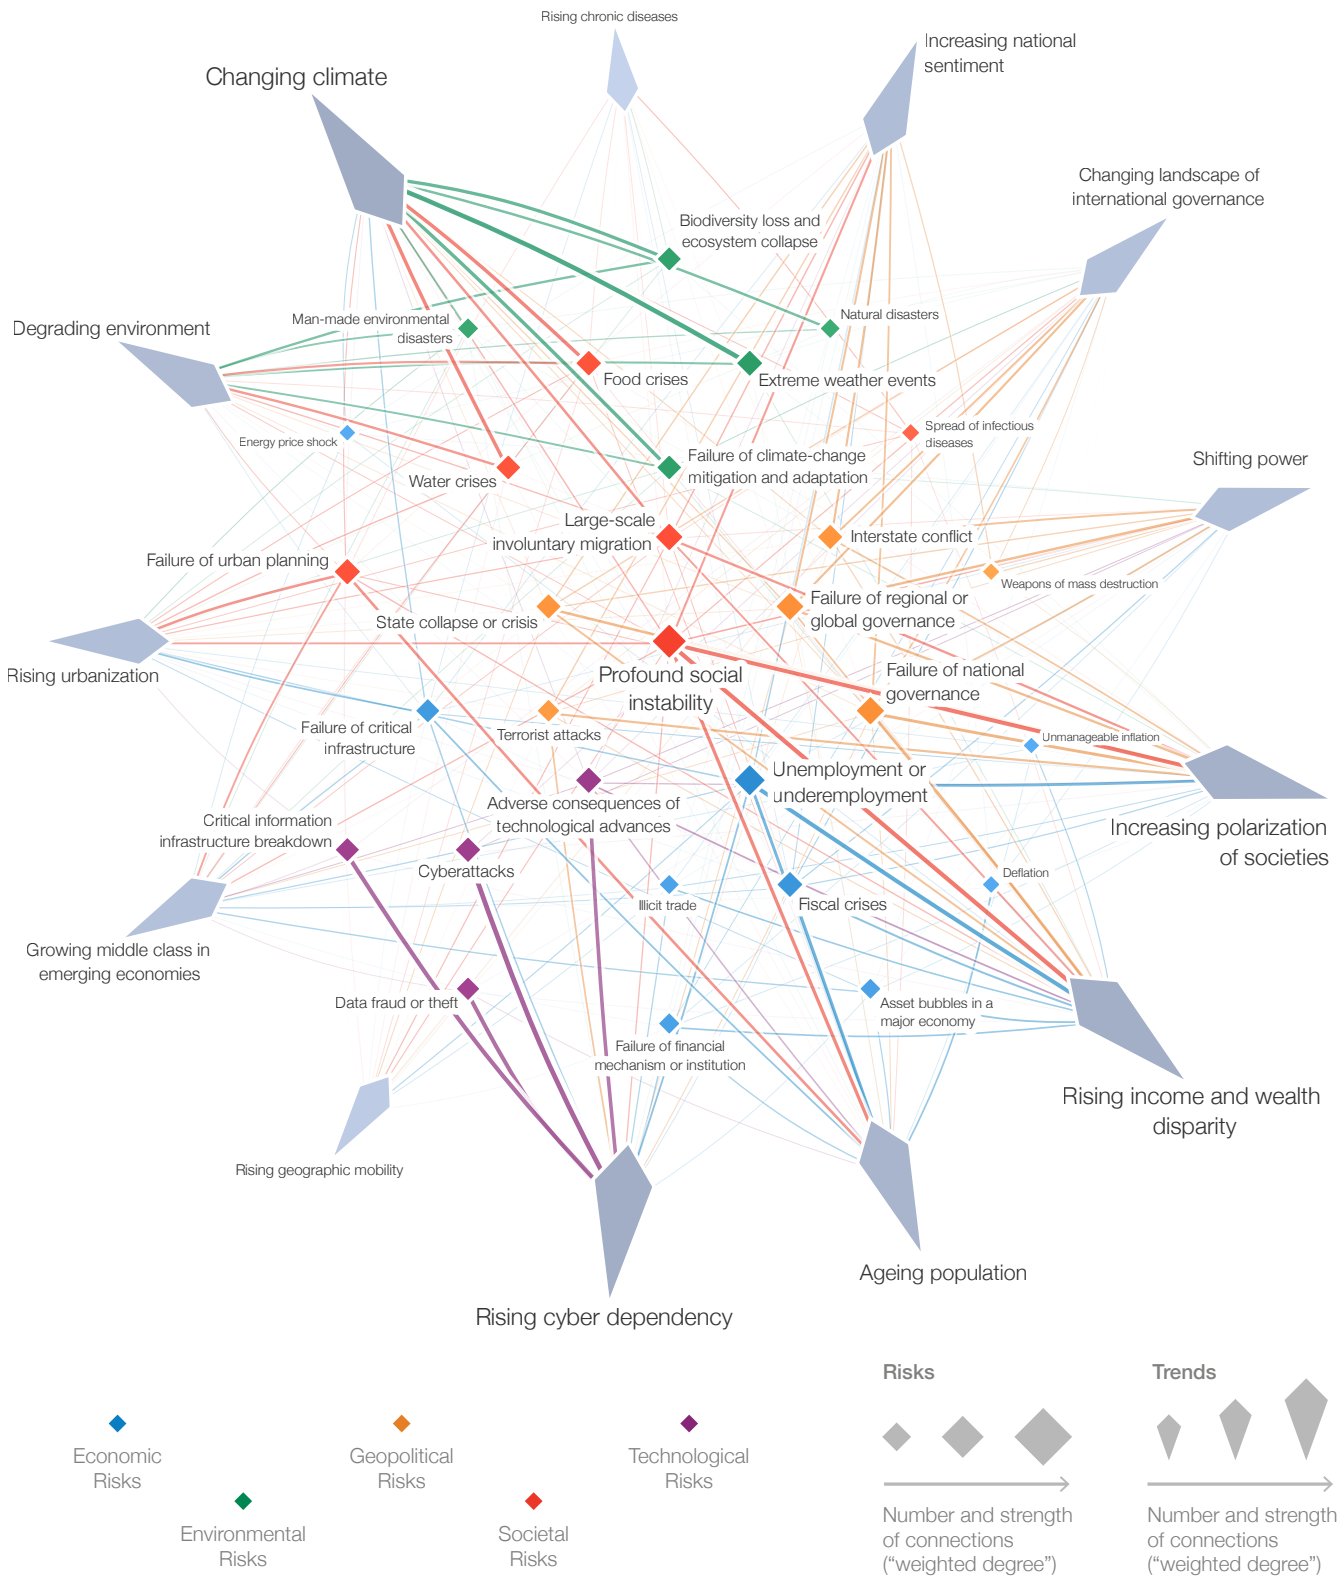 Rising chronic diseases
Increasing national
sentiment
Changing climate
Changing landscape of
international governance
Biodiversity loss and
ecosystem collapse
Degrading environment
Man-made environmental
disasters
Natural disasters
Food crises
Extreme weather events
Energy price shock
Spread of infectious
diseases
Water crises
Failure of climate-change
mitigation and adaptation
Shifting power
Large-scale
involuntary migration
Interstate conflict
Failure of urban planning
Weapons of mass destruction
State collapse or crisis
Failure of regional or
global governance
Rising urbanization
Profound social
instability
Failure of national
governance
Failure of critical
infrastructure
Terrorist attacks
Unmanageable inflation
Unemployment or
underemployment
Adverse consequences of
technological advances
Increasing polarization
of societies
Critical information
infrastructure breakdown
Cyberattacks
Illicit trade
Fiscal crises
Deflation
Growing middle class in
emerging economies
Data fraud or theft
Asset bubbles in a
major economy
Failure of financial
mechanism or institution
Rising income and wealth
disparity
Rising geographic mobility
Ageing population
Rising cyber dependency
Risks
Trends
Economic
Risks
Geopolitical
Risks
Technological
Risks
Environmental
Risks
Societal
Risks
Number and strength
of connections
(“weighted degree”)
Number and strength
of connections
(“weighted degree”)